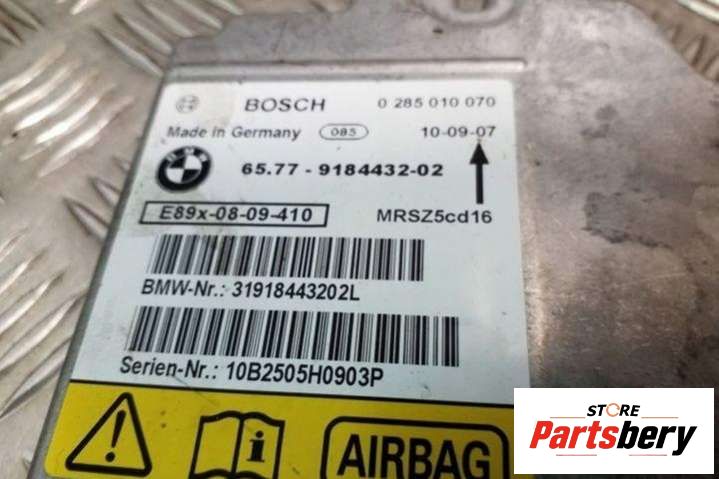 BOSCH 0 285 010 070
Made in Germany 085 10-09-07
BMW 65.77 - 9184432-02
E89x-08-09-410 MRSZ5cd16
BMW-Nr.: 31918443202L
Serien-Nr.: 10B2505H0903P
AIRBAG
STORE
Partsbery